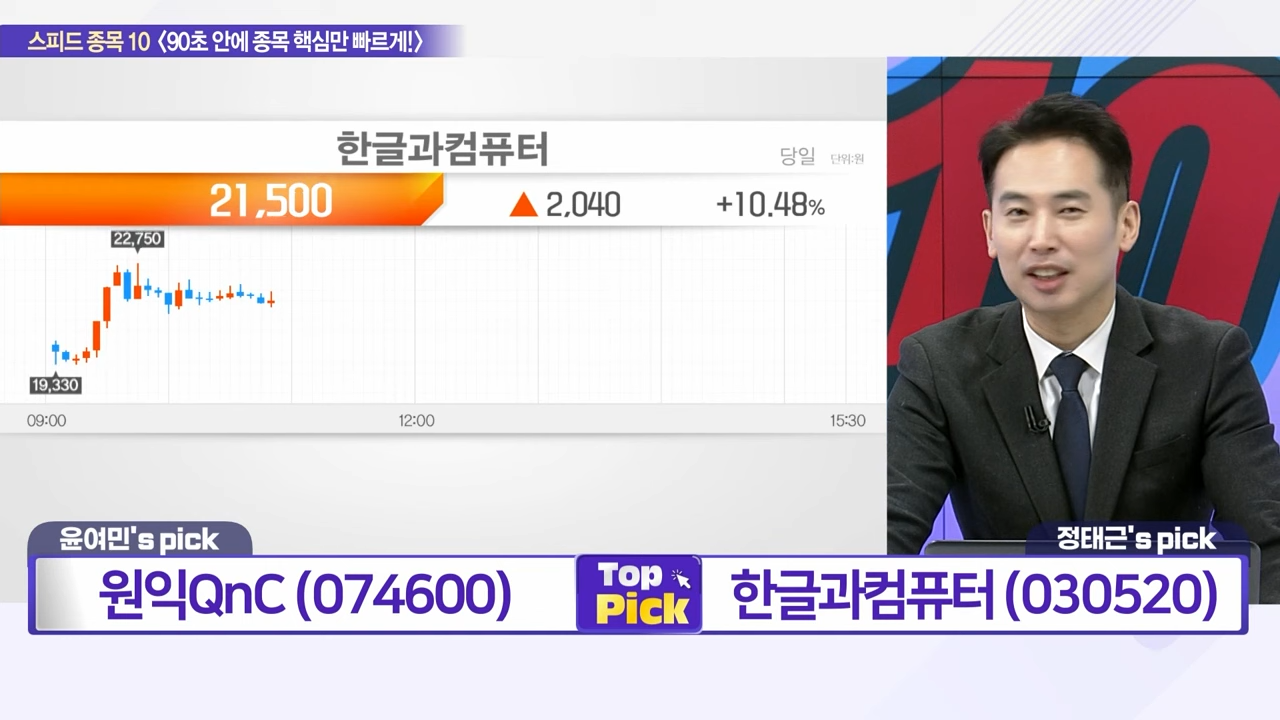 스피드 종목 10 〈90초 안에 종목 핵심만 빠르게!〉
한글과컴퓨터
당일 단위:원
21,500 ▲ 2,040 +10.48%
22,750
19,330
09:00 12:00 15:30
윤여민's pick
정태근's pick
원익QnC (074600)
Top
Pick
한글과컴퓨터 (030520)